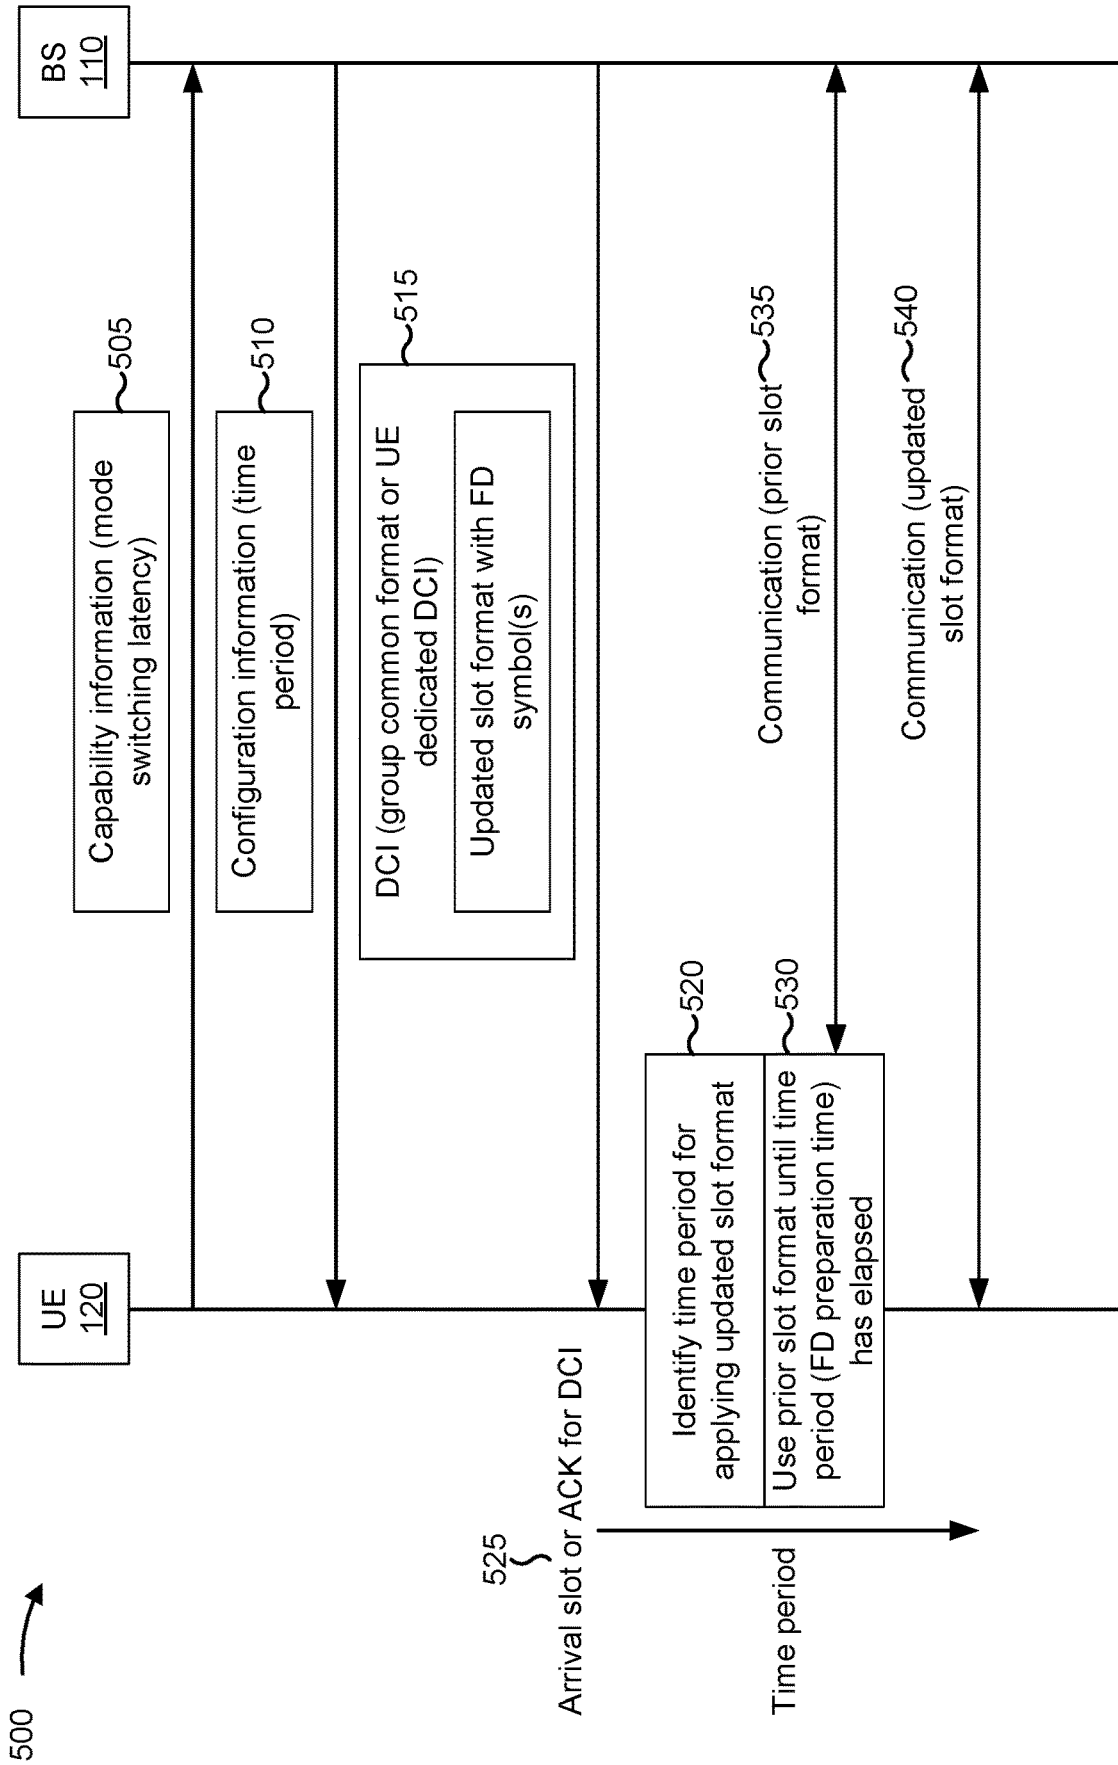 500
UE
120
BS
110
Capability information (mode
switching latency)
505
Configuration information (time
period)
510
DCI (group common format or UE
dedicated DCI)
515
Updated slot format with FD
symbol(s)
525
Arrival slot or ACK for DCI
Identify time period for
applying updated slot format
520
Use prior slot format until time
period (FD preparation time)
has elapsed
530
Time period
Communication (prior slot
format)
535
Communication (updated
slot format)
540